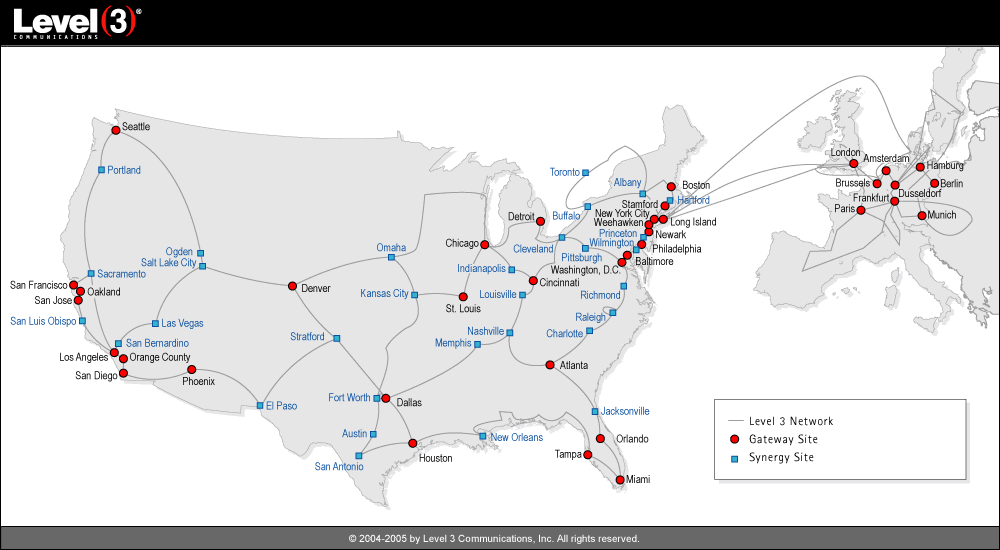 Level(3)®
COMMUNICATIONS
Seattle
Portland
Ogden
Salt Lake City
Sacramento
San Francisco
Oakland
San Jose
San Luis Obispo
Las Vegas
San Bernardino
Los Angeles
Orange County
San Diego
Phoenix
El Paso
Denver
Stratford
Omaha
Kansas City
Fort Worth
Dallas
Austin
San Antonio
Houston
New Orleans
Chicago
Detroit
Indianapolis
St. Louis
Louisville
Cincinnati
Nashville
Memphis
Atlanta
Charlotte
Raleigh
Richmond
Jacksonville
Orlando
Tampa
Miami
Toronto
Buffalo
Albany
Boston
Hartford
Stamford
New York City
Long Island
Weehawken
Newark
Princeton
Wilmington
Philadelphia
Cleveland
Pittsburgh
Baltimore
Washington, D.C.
London
Amsterdam
Hamburg
Brussels
Berlin
Dusseldorf
Frankfurt
Paris
Munich
Level 3 Network
Gateway Site
Synergy Site
© 2004-2005 by Level 3 Communications, Inc. All rights reserved.